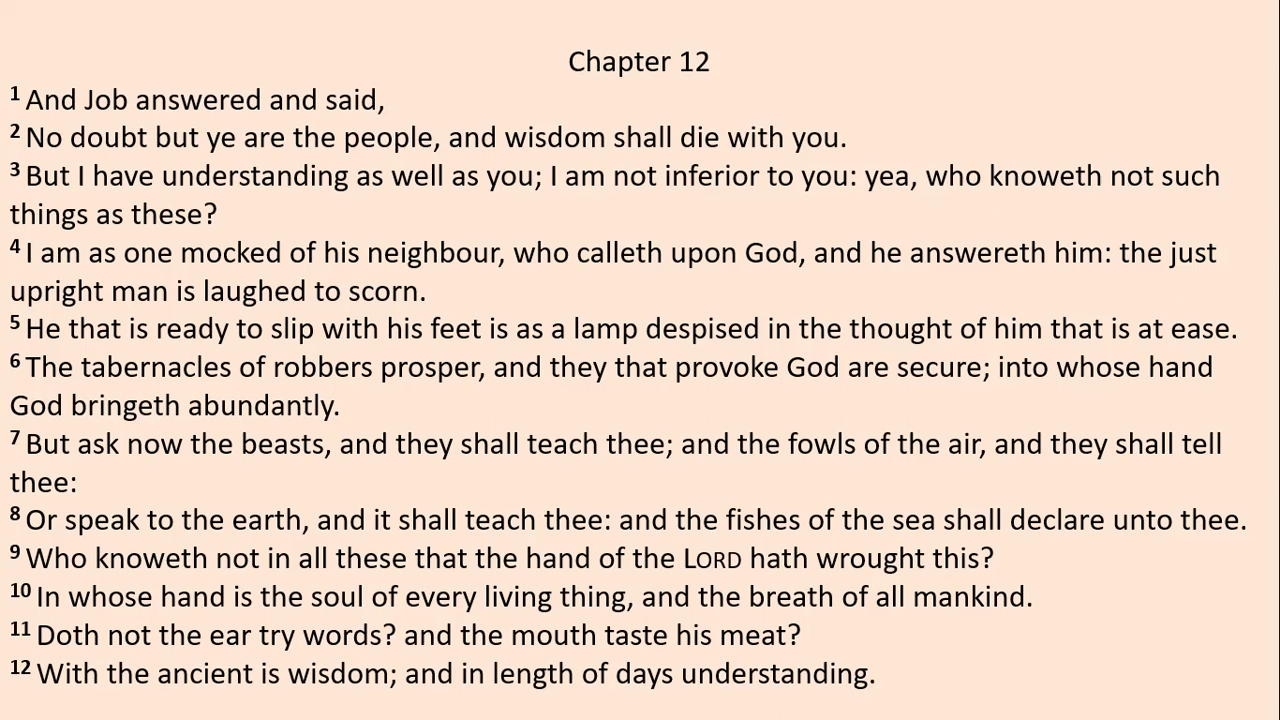 Chapter 12
1 And Job answered and said,
2 No doubt but ye are the people, and wisdom shall die with you.
3 But I have understanding as well as you; I am not inferior to you: yea, who knoweth not such
things as these?
4 I am as one mocked of his neighbour, who calleth upon God, and he answereth him: the just
upright man is laughed to scorn.
5 He that is ready to slip with his feet is as a lamp despised in the thought of him that is at ease.
6 The tabernacles of robbers prosper, and they that provoke God are secure; into whose hand
God bringeth abundantly.
7 But ask now the beasts, and they shall teach thee; and the fowls of the air, and they shall tell
thee:
8 Or speak to the earth, and it shall teach thee: and the fishes of the sea shall declare unto thee.
9 Who knoweth not in all these that the hand of the LORD hath wrought this?
10 In whose hand is the soul of every living thing, and the breath of all mankind.
11 Doth not the ear try words? and the mouth taste his meat?
12 With the ancient is wisdom; and in length of days understanding.